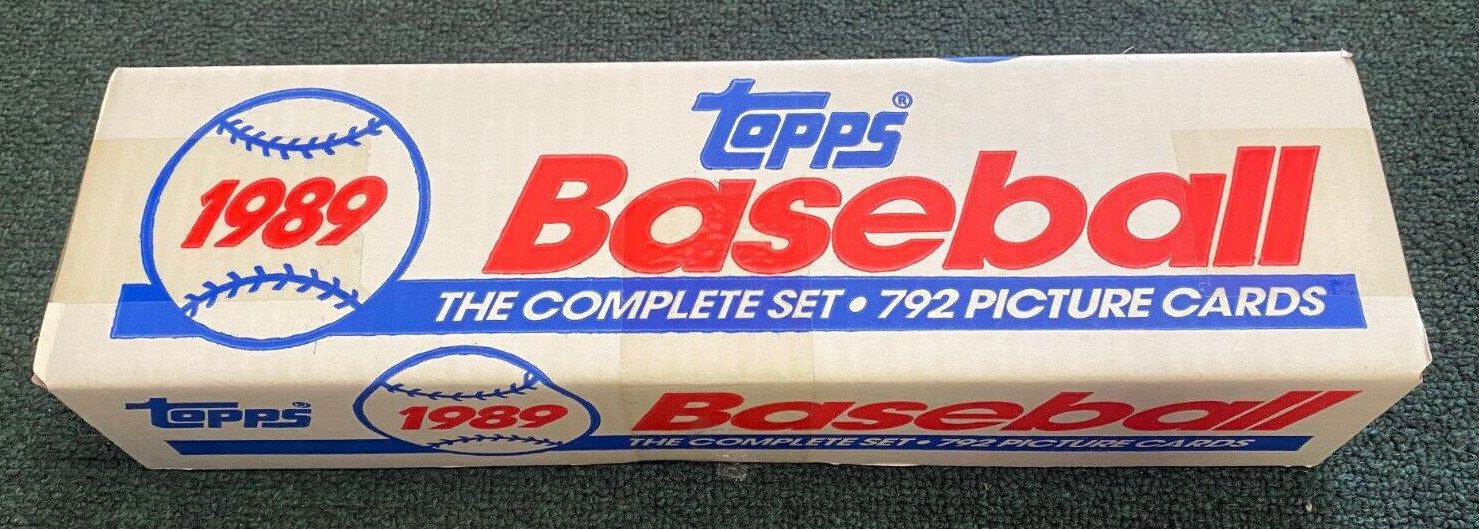 1989
topps®
Baseball
THE COMPLETE SET • 792 PICTURE CARDS
topps®
1989
Baseball
THE COMPLETE SET • 792 PICTURE CARDS